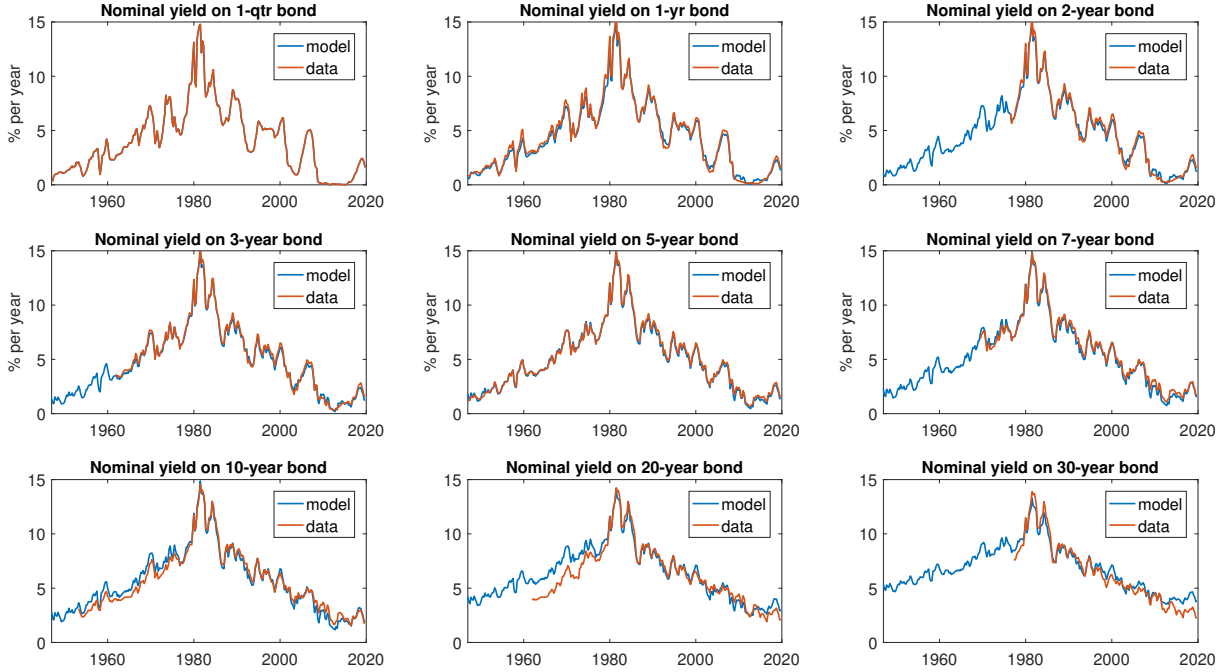 Nominal yield on 1-qtr bond
15
10
5
0
% per year
1960 1980 2000 2020
model
data
Nominal yield on 1-yr bond
15
10
5
0
% per year
1960 1980 2000 2020
model
data
Nominal yield on 2-year bond
15
10
5
0
% per year
1960 1980 2000 2020
model
data
Nominal yield on 3-year bond
15
10
5
0
% per year
1960 1980 2000 2020
model
data
Nominal yield on 5-year bond
15
10
5
0
% per year
1960 1980 2000 2020
model
data
Nominal yield on 7-year bond
15
10
5
0
% per year
1960 1980 2000 2020
model
data
Nominal yield on 10-year bond
15
10
5
0
1960 1980 2000 2020
model
data
Nominal yield on 20-year bond
15
10
5
0
1960 1980 2000 2020
model
data
Nominal yield on 30-year bond
15
10
5
0
1960 1980 2000 2020
model
data